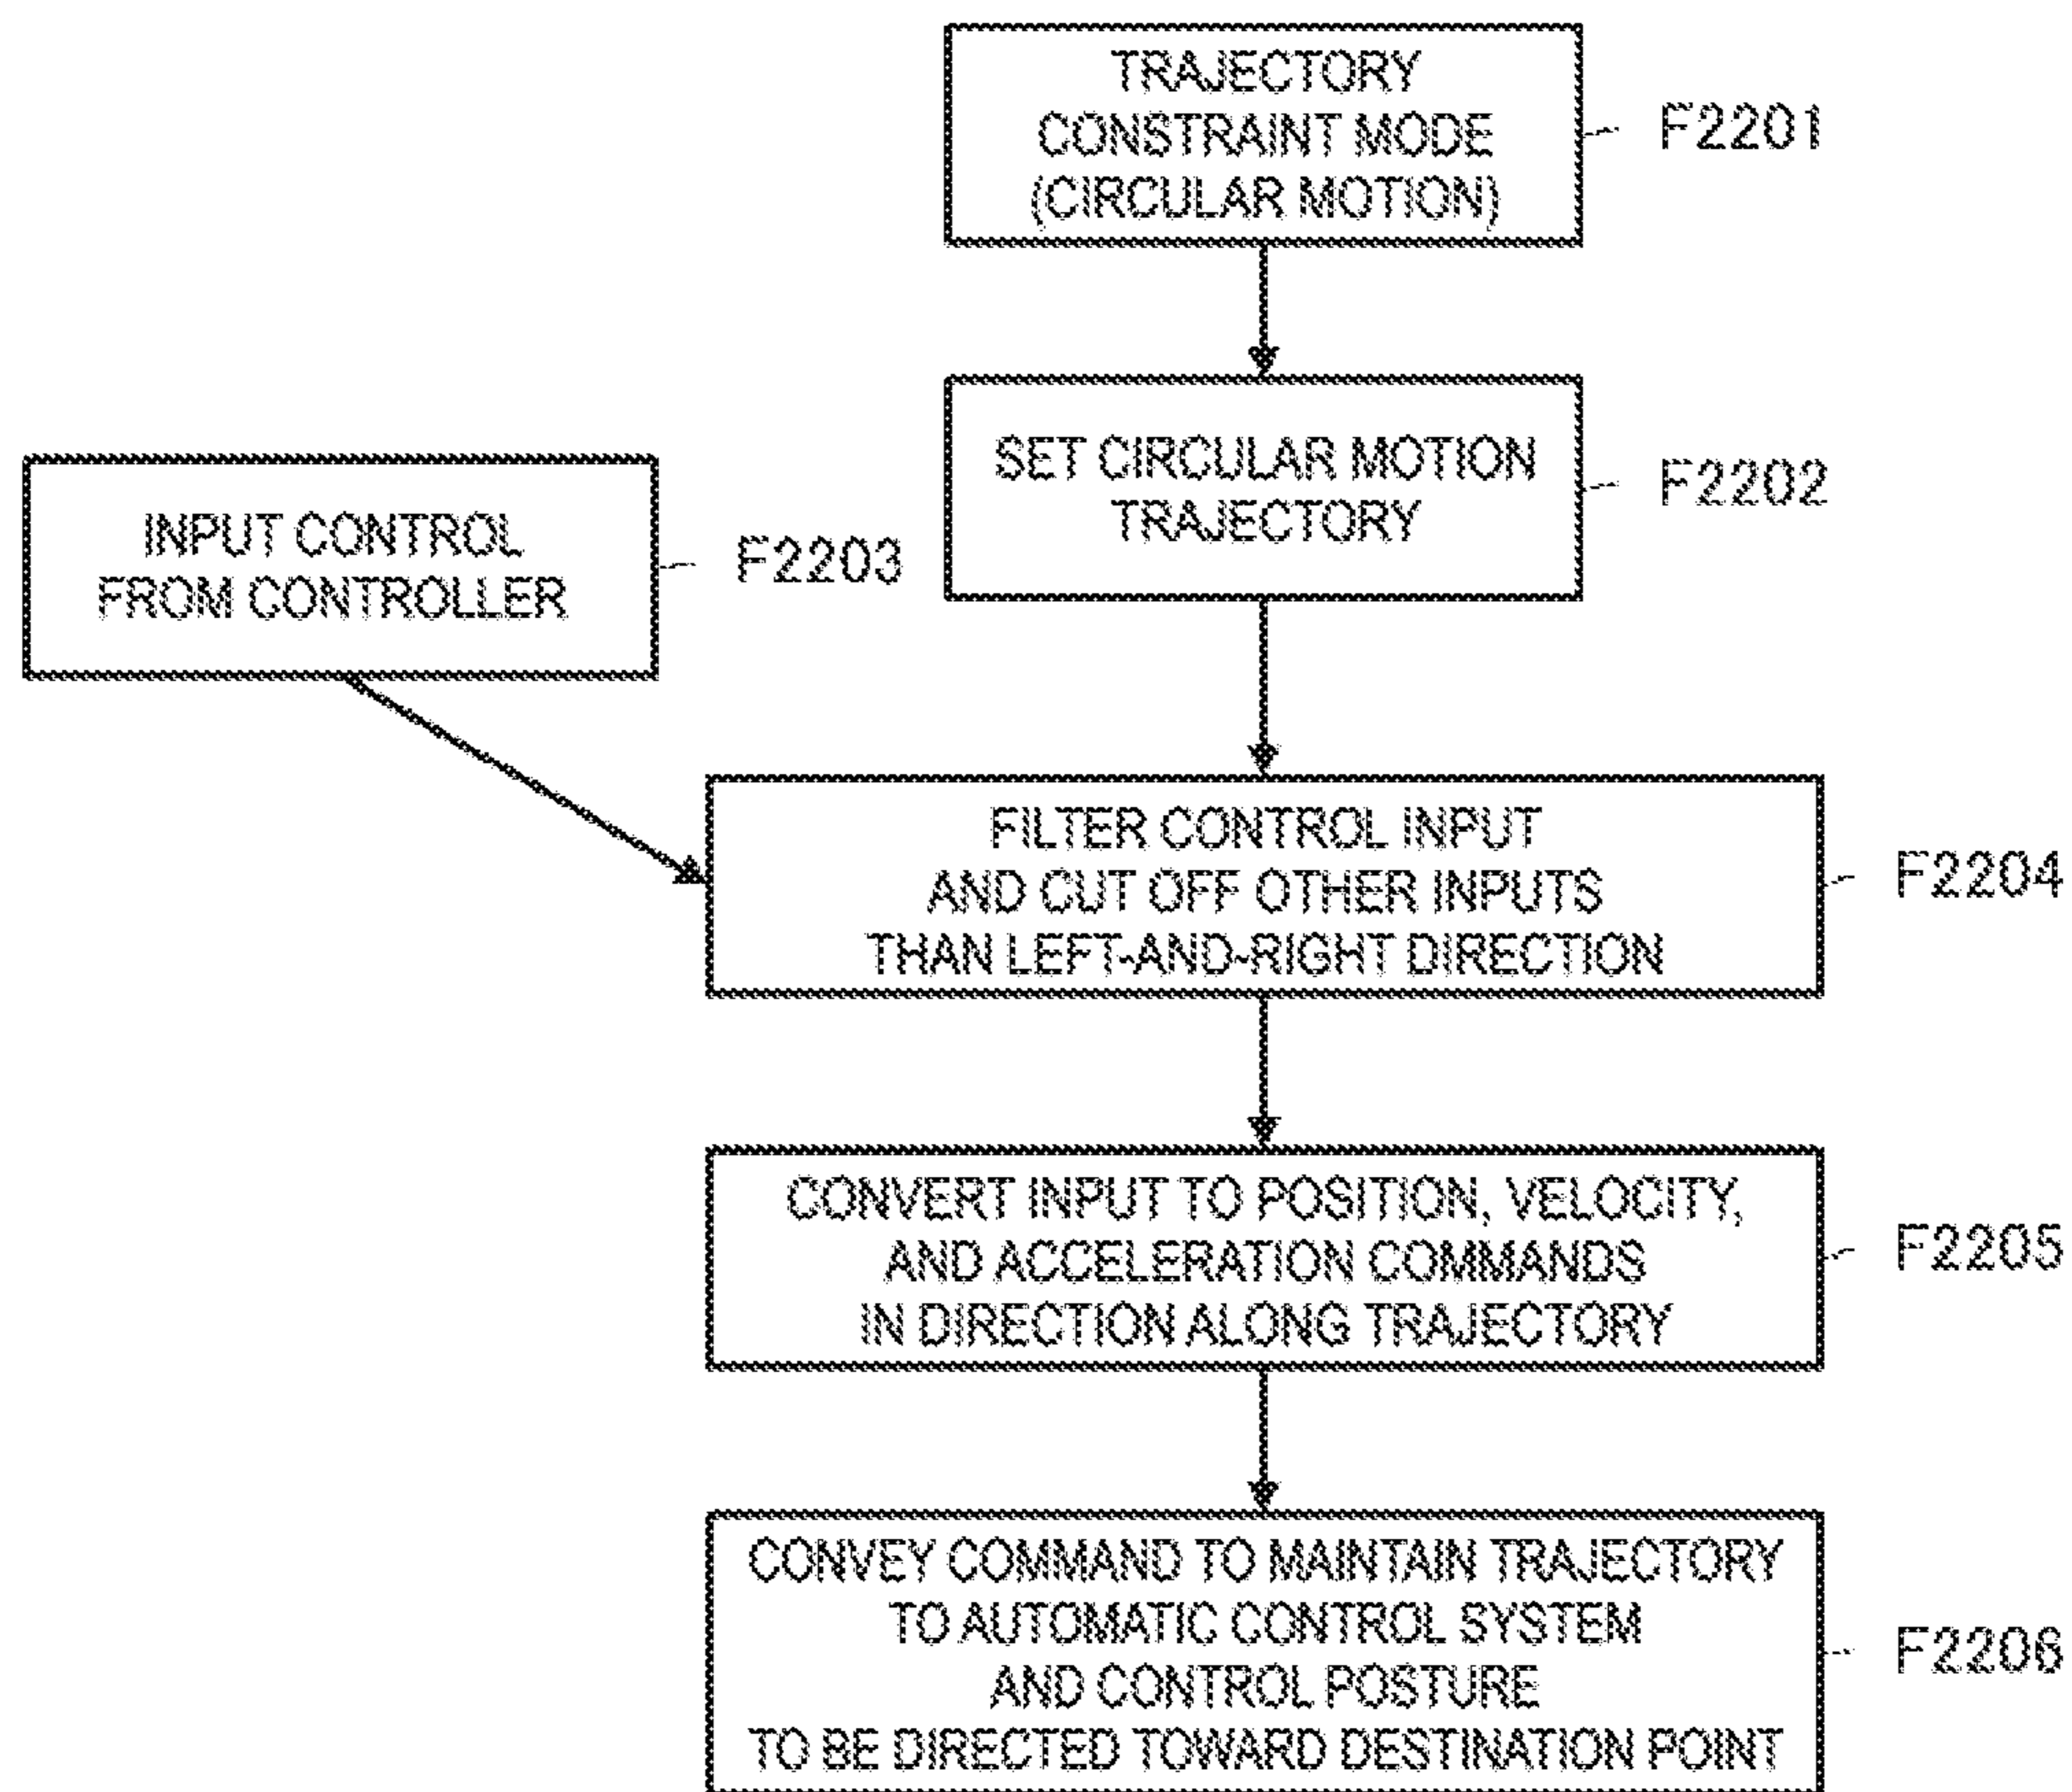 TRAJECTORY
CONSTRAINT MODE
(CIRCULAR MOTION)
F2201
SET CIRCULAR MOTION
TRAJECTORY
F2202
INPUT CONTROL
FROM CONTROLLER
F2203
FILTER CONTROL INPUT
AND CUT OFF OTHER INPUTS
THAN LEFT-AND-RIGHT DIRECTION
F2204
CONVERT INPUT TO POSITION, VELOCITY,
AND ACCELERATION COMMANDS
IN DIRECTION ALONG TRAJECTORY
F2205
CONVEY COMMAND TO MAINTAIN TRAJECTORY
TO AUTOMATIC CONTROL SYSTEM
AND CONTROL POSTURE
TO BE DIRECTED TOWARD DESTINATION POINT
F2206